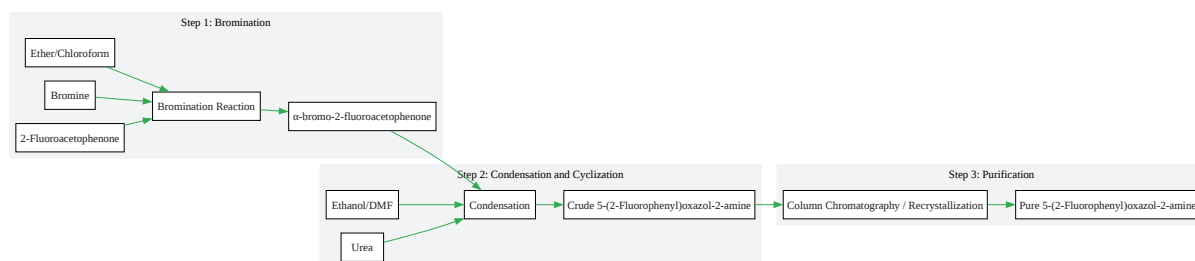 Step 1: Bromination
Ether/Chloroform
Bromine
2-Fluoroacetophenone
Bromination Reaction
α-bromo-2-fluoroacetophenone
Step 2: Condensation and Cyclization
Ethanol/DMF
Urea
Condensation
Crude 5-(2-Fluorophenyl)oxazol-2-amine
Step 3: Purification
Column Chromatography / Recrystallization
Pure 5-(2-Fluorophenyl)oxazol-2-amine